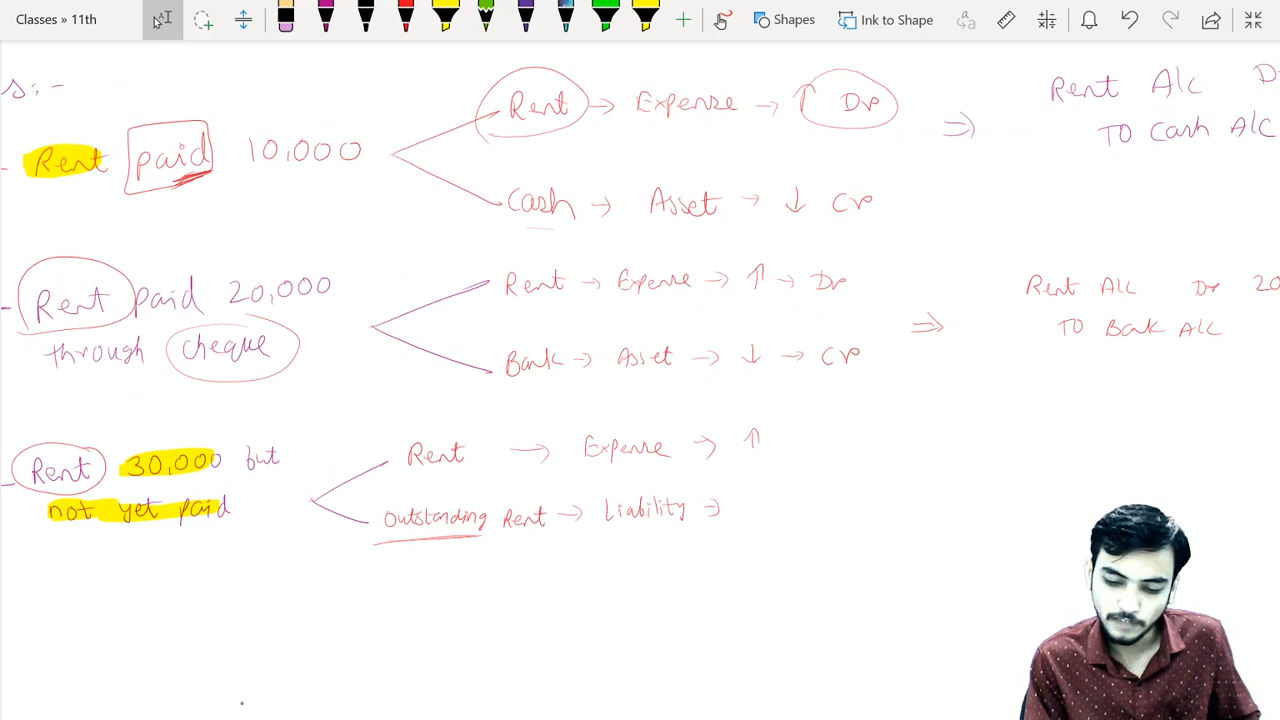 Classes » 11th
Shapes
Ink to Shape
s:-
Rent paid 10,000
Rent → Expense → ↑ Dr
Cash → Asset → ↓ Cr
⇒ Rent A/c
To Cash A/c
Rent paid 20,000
through cheque
Rent → Expense → ↑ → Dr
Bank → Asset → ↓ → Cr
⇒ Rent A/c Dr 20
To Bank A/c
Rent 30,000 but
not yet paid
Rent → Expense → ↑
Outstanding Rent → Liability →